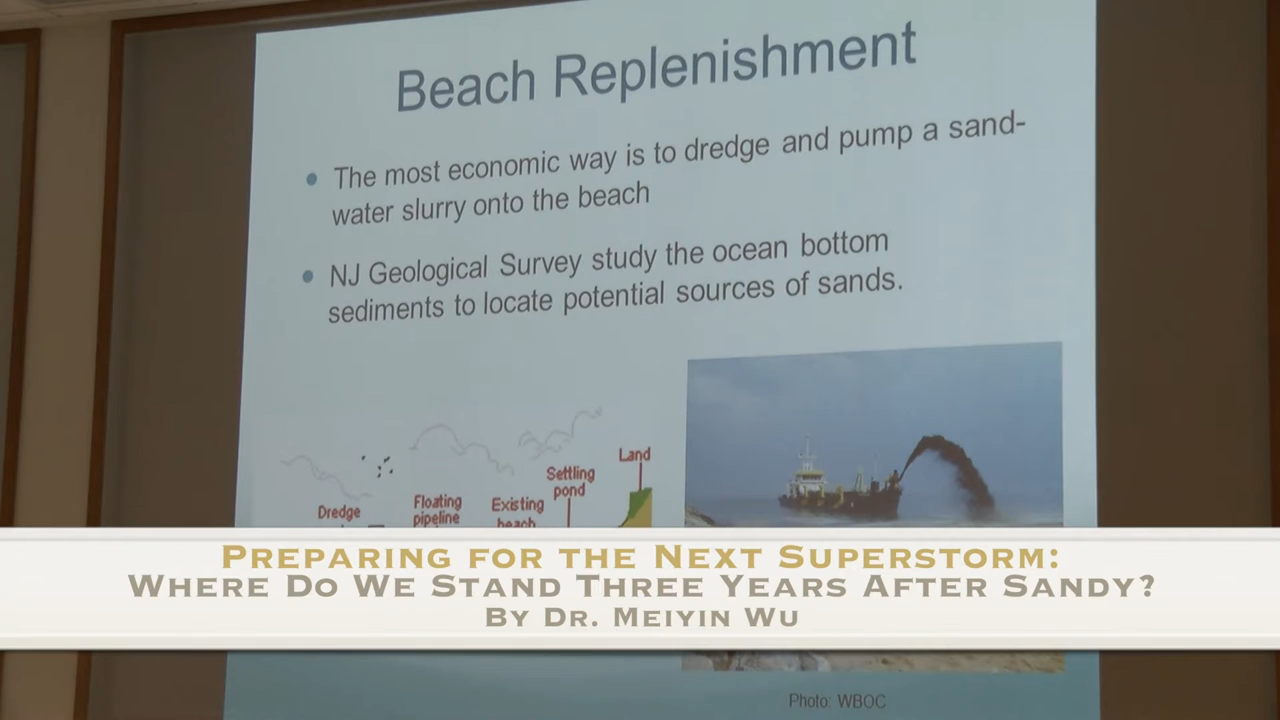 Beach Replenishment
The most economic way is to dredge and pump a sand-
water slurry onto the beach
NJ Geological Survey study the ocean bottom
sediments to locate potential sources of sands.
Land
Settling
pond
Floating
pipeline
Existing
beach
Dredge
Preparing for the Next Superstorm:
Where Do We Stand Three Years After Sandy?
By Dr. Meiyin Wu
Photo: WBOC